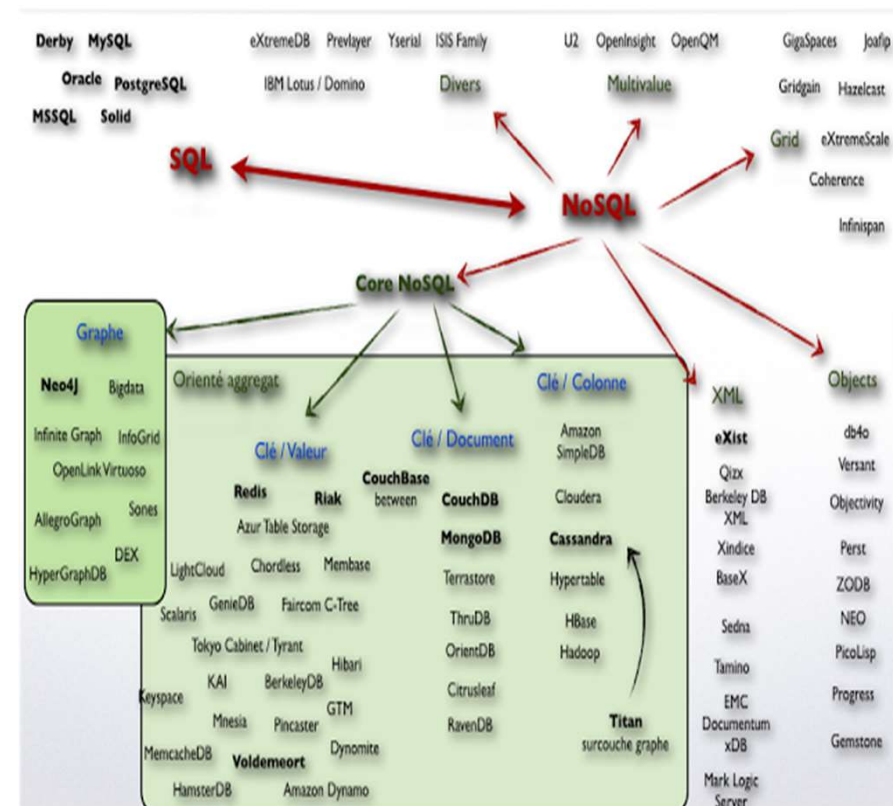 Derby MySQL
Oracle PostgreSQL
MSSQL Solid
SQL
eXtremeDB Prevlayer Yserial ISIS Family
IBM Lotus / Domino Divers
U2 OpenInsight OpenQM
Multivalue
GigaSpaces Joafip
Gridgain Hazelcast
Grid eXtremeScale
Coherence
Infinispan
NoSQL
Core NoSQL
Graphe
Neo4J Bigdata
Infinite Graph InfoGrid
OpenLink Virtuoso
AllegroGraph Sones
HyperGraphDB DEX
Orienté aggregat
Clé / Valeur
Redis Riak
Azur Table Storage
LightCloud Chordless Membase
Scalaris GenieDB Faircom C-Tree
Tokyo Cabinet / Tyrant
Hibari
Keyspace KAI BerkeleyDB
Mnesia Pincaster GTM
MemcacheDB Voldemeort Dynomite
HamsterDB Amazon Dynamo
CouchBase
between
Clé / Document
CouchDB
MongoDB
Terrastore
ThruDB
OrientDB
Citrusleaf
RavenDB
Clé / Colonne
Amazon
SimpleDB
Cloudera
Cassandra
Hypertable
HBase
Hadoop
Titan
surcouche graphe
XML
eXist
Qizx
Berkeley DB
XML
Xindice
BaseX
Sedna
Tamino
EMC
Documentum
xDB
Mark Logic
Server
Objects
db4o
Versant
Objectivity
Perst
ZODB
NEO
PicoLisp
Progress
Gemstone